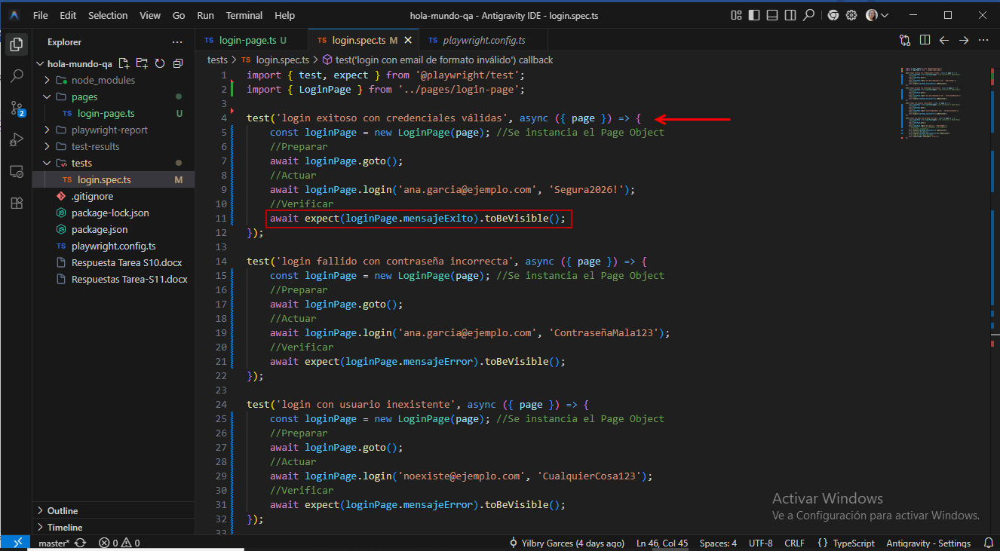 File Edit Selection View Go Run Terminal Help
hola-mundo-qa - Antigravity IDE - login.spec.ts
Explorer
hola-mundo-qa
node_modules
pages
TS login-page.ts U
playwright-report
test-results
tests
TS login.spec.ts M
.gitignore
package-lock.json
package.json
TS playwright.config.ts
Respuesta Tarea S10.docx
Respuestas Tarea-S11.docx
Outline
Timeline
2
TS login-page.ts U
TS login.spec.ts M
TS playwright.config.ts
tests > TS login.spec.ts > test('login con email de formato inválido') callback
1 import { test, expect } from '@playwright/test';
2 import { LoginPage } from '../pages/login-page';
3
4 test('login exitoso con credenciales válidas', async ({ page }) => {
5 const loginPage = new LoginPage(page); //Se instancia el Page Object
6 //Preparar
7 await loginPage.goto();
8 //Actuar
9 await loginPage.login('ana.garcia@ejemplo.com', 'Segura2026!');
10 //Verificar
11 await expect(loginPage.mensajeExito).toBeVisible();
12 });
13
14 test('login fallido con contraseña incorrecta', async ({ page }) => {
15 const loginPage = new LoginPage(page); //Se instancia el Page Object
16 //Preparar
17 await loginPage.goto();
18 //Actuar
19 await loginPage.login('ana.garcia@ejemplo.com', 'ContraseñaMala123');
20 //Verificar
21 await expect(loginPage.mensajeError).toBeVisible();
22 });
23
24 test('login con usuario inexistente', async ({ page }) => {
25 const loginPage = new LoginPage(page); //Se instancia el Page Object
26 //Preparar
27 await loginPage.goto();
28 //Actuar
29 await loginPage.login('noexiste@ejemplo.com', 'CualquierCosa123');
30 //Verificar
31 await expect(loginPage.mensajeError).toBeVisible();
32 });
33
Activar Windows
Ve a Configuración para activar Windows.
master* 0 0
Yilbry Garces (4 days ago) Ln 46, Col 45 Spaces: 4 UTF-8 CRLF {} TypeScript Antigravity - Settings